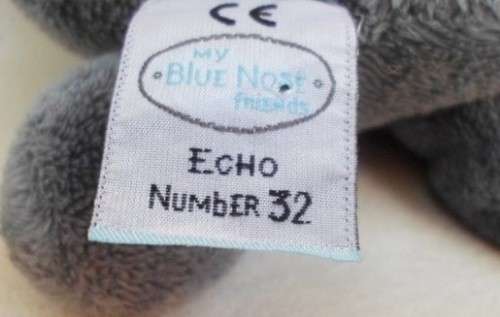 CE
MY
BLUE NOSE
friends
ECHO
NUMBER 32